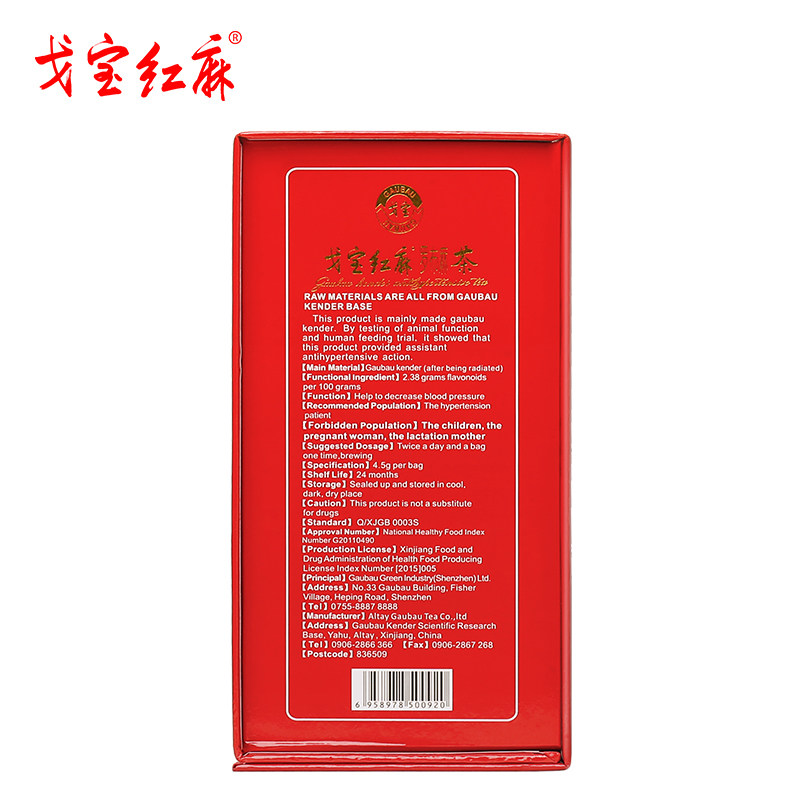 戈宝红麻®
GAUBAU
戈宝
戈宝红麻 茶
RAW MATERIALS ARE ALL FROM GAUBAU
KENDER BASE
This product is mainly made gaubau
kender. By testing of animal function
and human feeding trial, it showed that
this product provided assistant
antihypertensive action.
【Main Material】Gaubau kender (after being radiated)
【Functional Ingredient】2.38 grams flavonoids
per 100 grams
【Function】Help to decrease blood pressure
【Recommended Population】The hypertension
patient
【Forbidden Population】The children, the
pregnant woman, the lactation mother
【Suggested Dosage】Twice a day and a bag
one time,brewing
【Specification】4.5g per bag
【Shelf Life】24 months
【Storage】Sealed up and stored in cool,
dark, dry place
【Caution】This product is not a substitute
for drugs
【Standard】Q/XJGB 0003S
【Approval Number】National Healthy Food Index
Number G20110490
【Production License】Xinjiang Food and
Drug Administration of Health Food Producing
License Index Number [2015]005
【Principal】Gaubau Green Industry(Shenzhen) Ltd.
【Address】No.33 Gaubau Building, Fisher
Village, Heping Road, Shenzhen
【Tel】0755-8887 8888
【Manufacturer】Altay Gaubau Tea Co.,ltd
【Address】Gaubau Kender Scientific Research
Base, Yahu, Altay, Xinjiang, China
【Tel】0906-2866 366 【Fax】0906-2867 268
【Postcode】836509
6 958978 500920